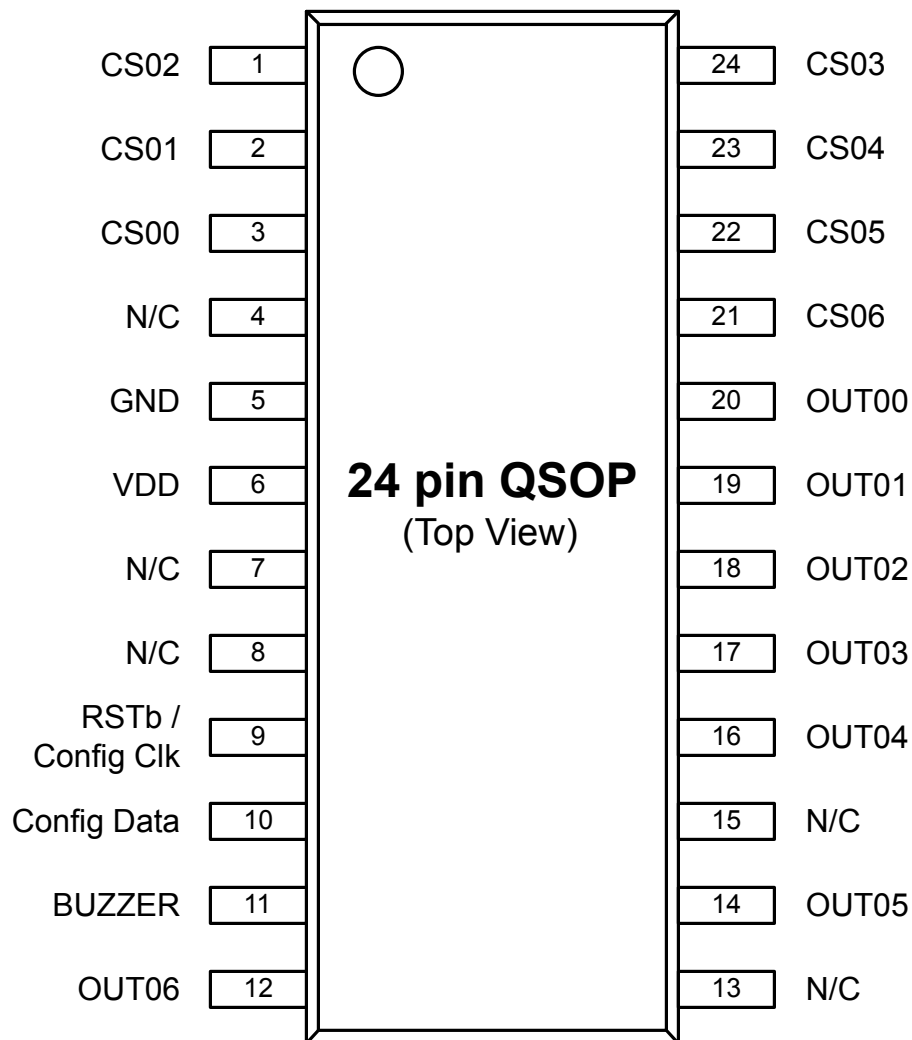 CS02 1
CS01 2
CS00 3
N/C 4
GND 5
VDD 6
N/C 7
N/C 8
RSTb /
Config Clk 9
Config Data 10
BUZZER 11
OUT06 12
24 pin QSOP
(Top View)
24 CS03
23 CS04
22 CS05
21 CS06
20 OUT00
19 OUT01
18 OUT02
17 OUT03
16 OUT04
15 N/C
14 OUT05
13 N/C